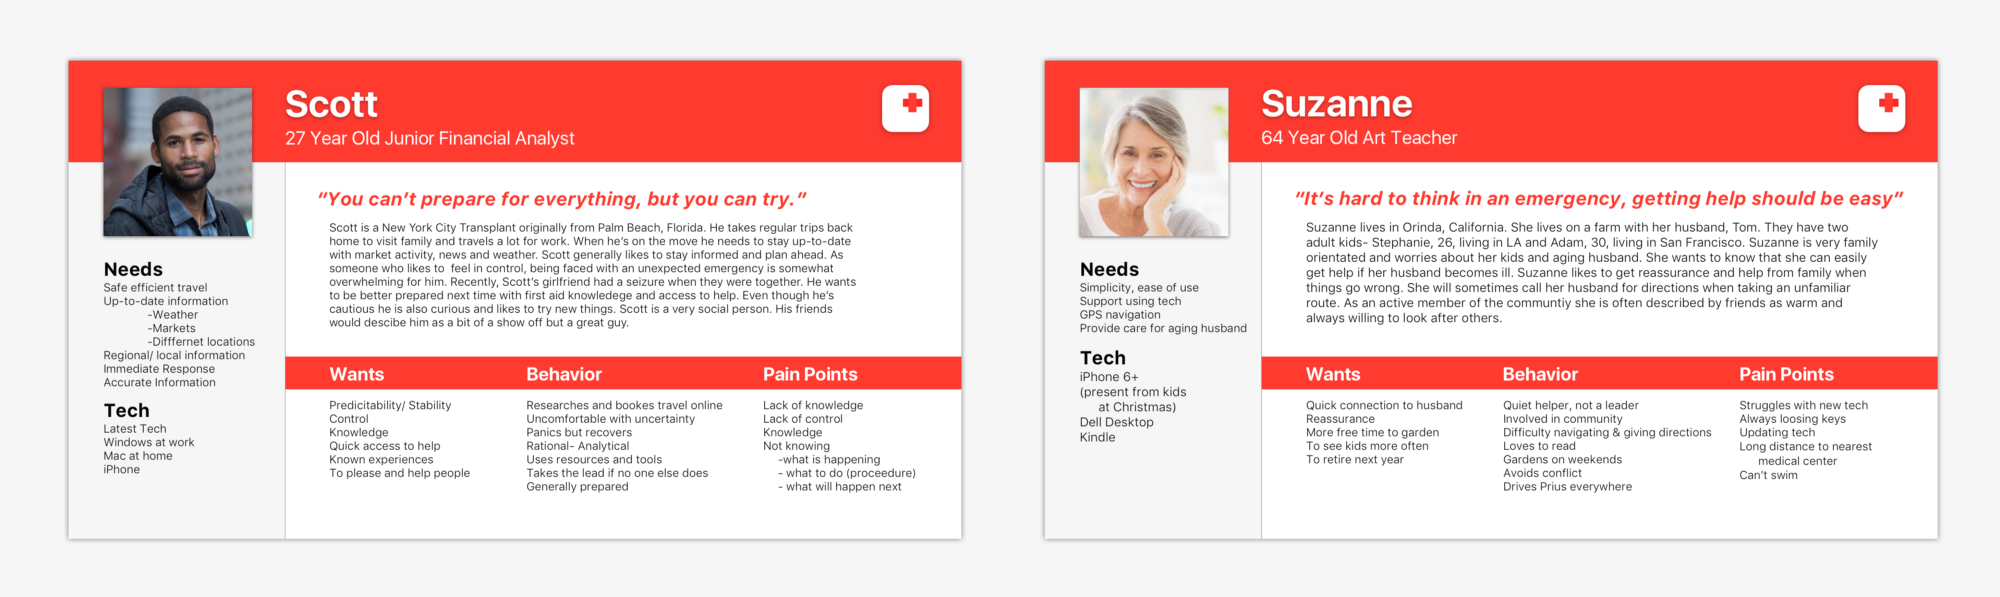 Scott
27 Year Old Junior Financial Analyst
“You can’t prepare for everything, but you can try.“
Scott is a New York City Transplant originally from Palm Beach, Florida. He takes regular trips back
home to visit family and travels a lot for work. When he’s on the move he needs to stay up-to-date
with market activity, news and weather. Scott generally likes to stay informed and plan ahead. As
someone who likes to feel in control, being faced with an unexpected emergency is somewhat
overwhelming for him. Recently, Scott’s girlfriend had a seizure when they were together. He wants
to be better prepared next time with first aid knowledege and access to help. Even though he’s
cautious he is also curious and likes to try new things. Scott is a very social person. His friends
would descibe him as a bit of a show off but a great guy.
Needs
Safe efficient travel
Up-to-date information
-Weather
-Markets
-Difffernet locations
Regional/ local information
Immediate Response
Accurate Information
Tech
Latest Tech
Windows at work
Mac at home
iPhone
Wants
Predicitability/ Stability
Control
Knowledge
Quick access to help
Known experiences
To please and help people
Behavior
Researches and bookes travel online
Uncomfortable with uncertainty
Panics but recovers
Rational- Analytical
Uses resources and tools
Takes the lead if no one else does
Generally prepared
Pain Points
Lack of knowledge
Lack of control
Knowledge
Not knowing
-what is happening
- what to do (proceedure)
- what will happen next
Suzanne
64 Year Old Art Teacher
“It’s hard to think in an emergency, getting help should be easy”
Suzanne lives in Orinda, California. She lives on a farm with her husband, Tom. They have two
adult kids- Stephanie, 26, living in LA and Adam, 30, living in San Francisco. Suzanne is very family
orientated and worries about her kids and aging husband. She wants to know that she can easily
get help if her husband becomes ill. Suzanne likes to get reassurance and help from family when
things go wrong. She will sometimes call her husband for directions when taking an unfamiliar
route. As an active member of the communtiy she is often described by friends as warm and
always willing to look after others.
Needs
Simplicity, ease of use
Support using tech
GPS navigation
Provide care for aging husband
Tech
iPhone 6+
(present from kids
at Christmas)
Dell Desktop
Kindle
Wants
Quick connection to husband
Reassurance
More free time to garden
To see kids more often
To retire next year
Behavior
Quiet helper, not a leader
Involved in community
Difficulty navigating & giving directions
Loves to read
Gardens on weekends
Avoids conflict
Drives Prius everywhere
Pain Points
Struggles with new tech
Always loosing keys
Updating tech
Long distance to nearest
medical center
Can’t swim